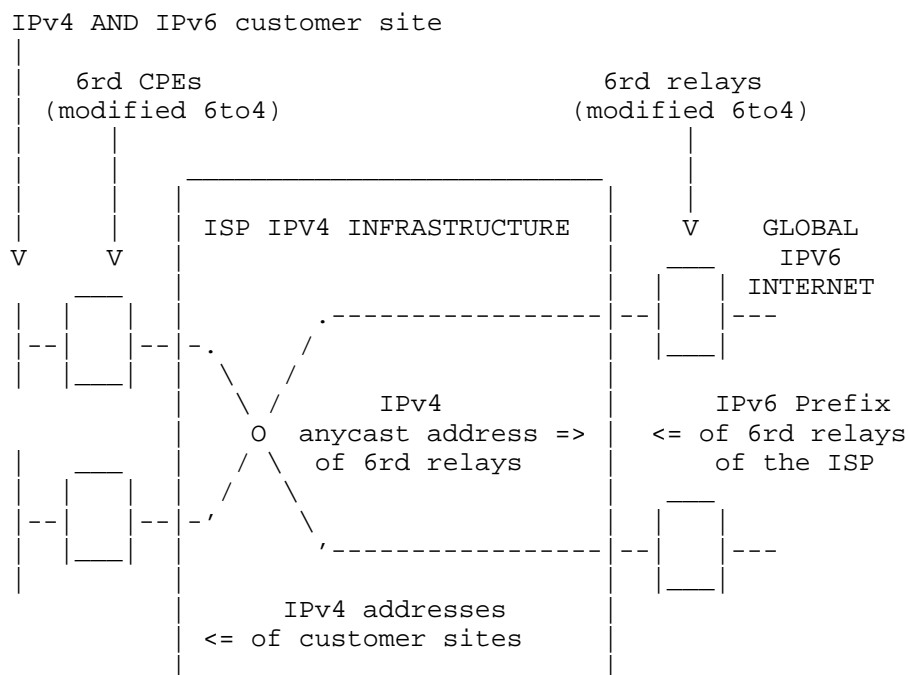 IPv4 AND IPv6 customer site
6rd CPEs 6rd relays
(modified 6to4) (modified 6to4)
ISP IPV4 INFRASTRUCTURE V GLOBAL
V V IPV6
INTERNET
IPv4 IPv6 Prefix
O anycast address => <= of 6rd relays
of 6rd relays of the ISP
IPv4 addresses
<= of customer sites